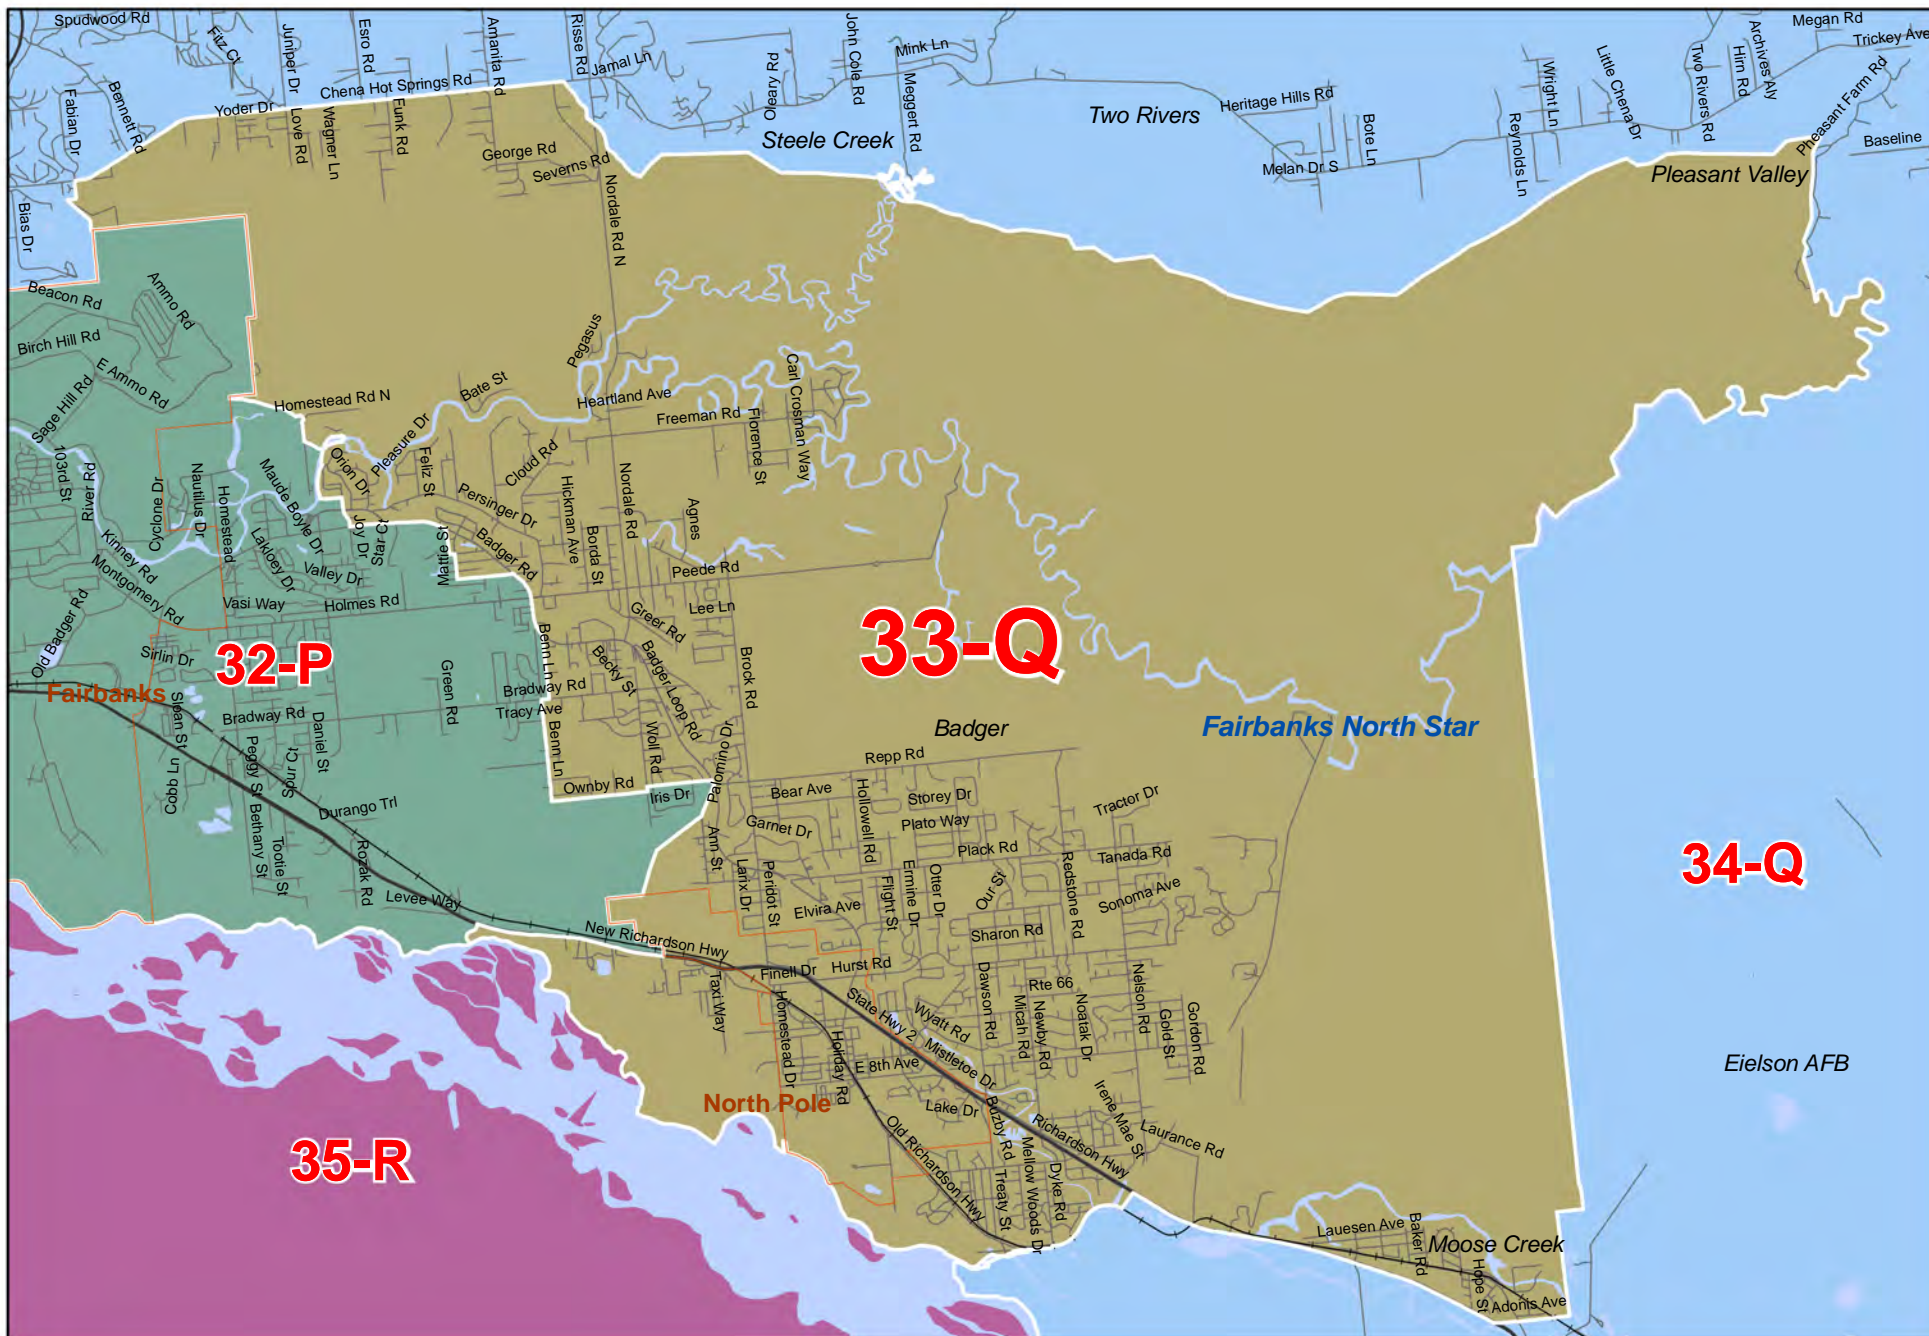 Spudwood Rd
Fitz Ct
Juniper Dr
Esro Rd
Amanita Rd
Risse Rd
Jamal Ln
Oleary Rd
John Cole Rd
Mink Ln
Meggert Rd
Megan Rd
Trickey Ave
Archives Aly
Hirn Rd
Two Rivers Rd
Little Chena Dr
Wright Ln
Pheasant Farm Rd
Baseline
Fabian Dr
Bennett Rd
Yoder Dr
Chena Hot Springs Rd
Love Rd
Wagner Ln
Funk Rd
George Rd
Severns Rd
Steele Creek
Two Rivers
Heritage Hills Rd
Bote Ln
Melan Dr S
Reynolds Ln
Pleasant Valley
Bias Dr
Nordale Rd N
Beacon Rd
Ammo Rd
Birch Hill Rd
E Ammo Rd
Sage Hill Rd
Pegasus
Homestead Rd N
Bate St
Heartland Ave
Freeman Rd
Florence St
Carl Crosman Way
103rd St
River Rd
Cyclone Dr
Nautilus Dr
Homestead
Maude Boyle Dr
Orion Dr
Pleasure Dr
Feliz St
Cloud Rd
Persinger Dr
Hickman Ave
Borda St
Nordale Rd
Agnes
Kinney Rd
Montgomery Rd
Lakloey Dr
Joy Dr
Star Ct
Valley Dr
Mattie St
Badger Rd
Peede Rd
Lee Ln
Greer Rd
Old Badger Rd
Vasi Way
Holmes Rd
Sirlin Dr
32-P
33-Q
Benn Ln
Becky St
Badger Loop Rd
Brock Rd
Fairbanks
Sloan St
Bradway Rd
Daniel St
Green Rd
Bradway Rd
Tracy Ave
Benn Ln
Woll Rd
Palomino Dr
Badger
Fairbanks North Star
Cobb Ln
Peggy St
Spur Ct
Bethany St
Durango Trl
Ownby Rd
Iris Dr
Repp Rd
Bear Ave
Hollowell Rd
Storey Dr
Tractor Dr
Garnet Dr
Plato Way
Plack Rd
Tanada Rd
34-Q
Tootie St
Rozak Rd
Levee Way
Ann St
Larix Dr
Peridot St
Elvira Ave
Flight St
Ermine Dr
Otter Dr
Our St
Redstone Rd
Sonoma Ave
New Richardson Hwy
Sharon Rd
Finell Dr
Hurst Rd
Taxi Way
Homestead Dr
Holiday Rd
State Hwy 2
Wyatt Rd
Dawson Rd
Rte 66
Micah Rd
Newby Rd
Noatak Dr
Nelson Rd
Gold St
Gordon Rd
E 8th Ave
Mistletoe Dr
Eielson AFB
North Pole
Lake Dr
Buzby Rd
Irene Mae St
Laurance Rd
Richardson Hwy
35-R
Old Richardson Hwy
Treaty St
Mellow Woods Dr
Dyke Rd
Lauesen Ave
Baker Rd
Moose Creek
Hope St
Adonis Ave